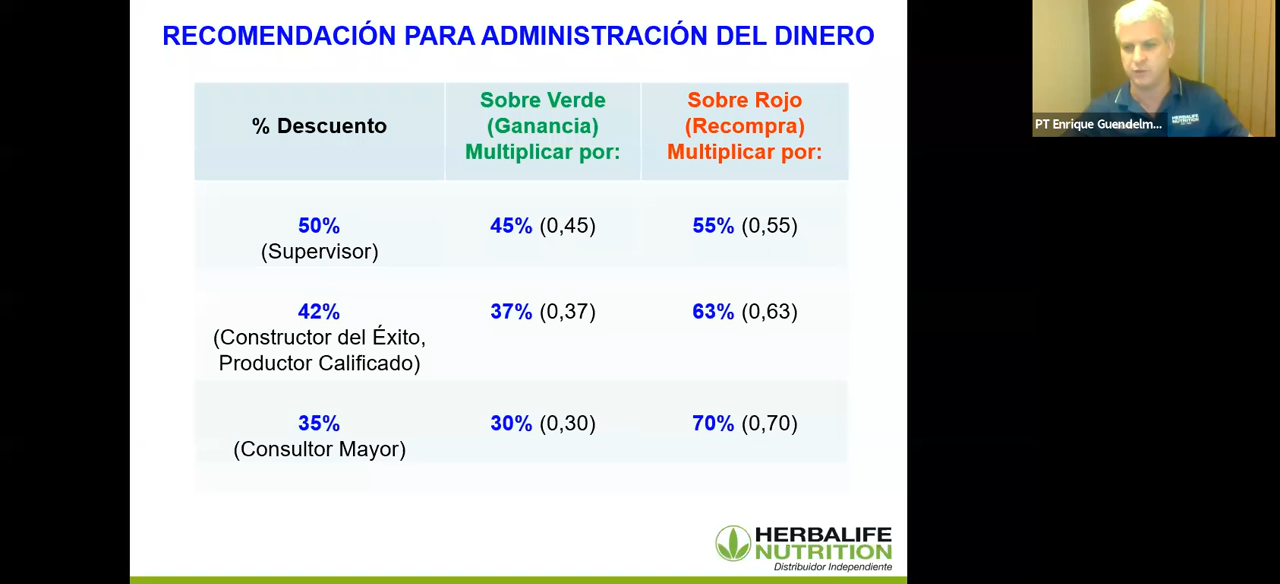 RECOMENDACIÓN PARA ADMINISTRACIÓN DEL DINERO
% Descuento
Sobre Verde
(Ganancia)
Multiplicar por:
Sobre Rojo
(Recompra)
Multiplicar por:
50%
(Supervisor)
45% (0,45)
55% (0,55)
42%
(Constructor del Éxito,
Productor Calificado)
37% (0,37)
63% (0,63)
35%
(Consultor Mayor)
30% (0,30)
70% (0,70)
HERBALIFE
NUTRITION
Distribuidor Independiente
PT Enrique Guendelm...
HERBALIFE
NUTRITION